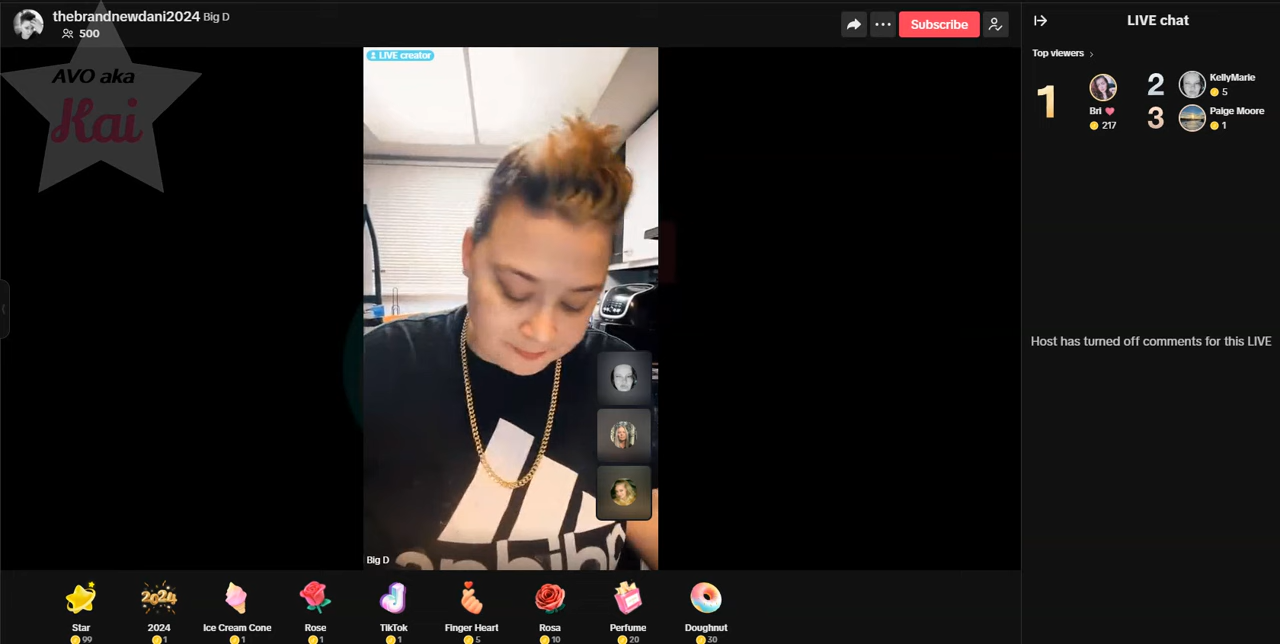 thebrandnewdani2024 Big D
500
Subscribe
LIVE chat
AVO aka
Kai
LIVE creator
Top viewers
1
Bri
217
2
KellyMarie
5
3
Paige Moore
1
Host has turned off comments for this LIVE
Big D
Star
99
2024
2024
1
Ice Cream Cone
1
Rose
1
TikTok
1
Finger Heart
5
Rosa
10
Perfume
20
Doughnut
30